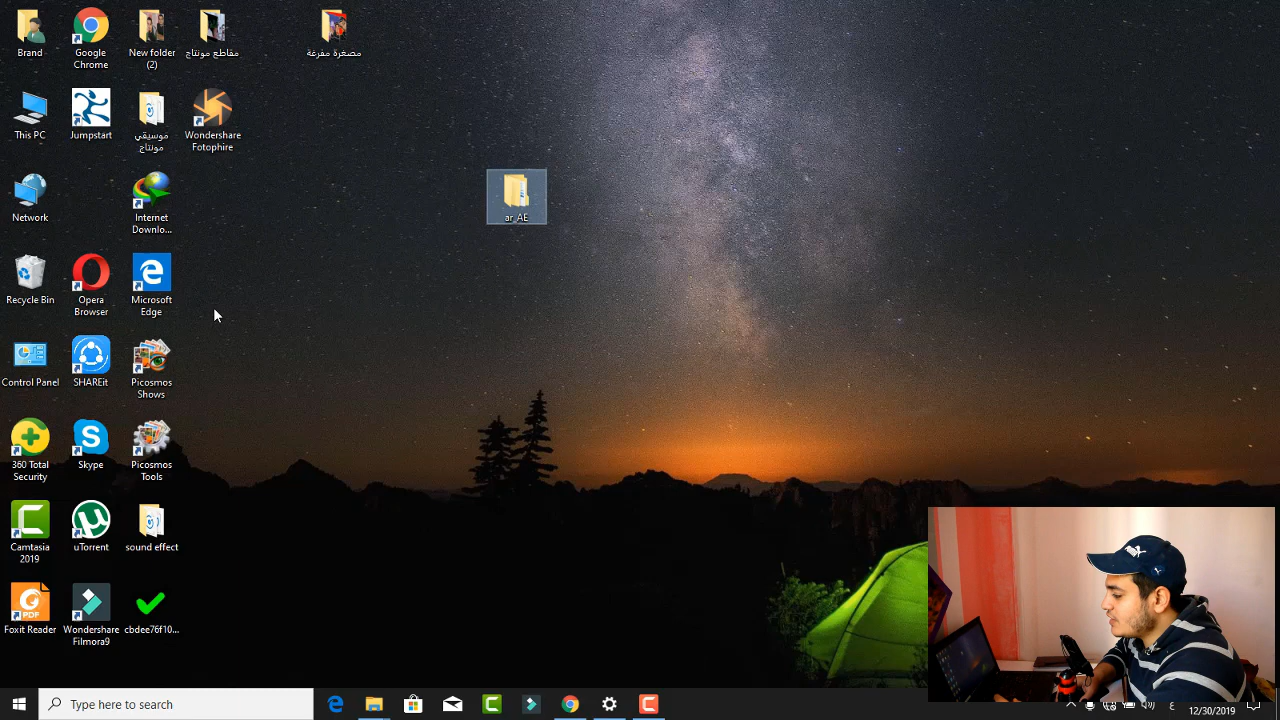 Brand
Google
Chrome
New folder
(2)
مقاطع مونتاج
مصغرة مفرغة
This PC
Jumpstart
موسيقي
مونتاج
Wondershare
Fotophire
Network
Internet
Downlo...
ar_AE
Recycle Bin
Opera
Browser
Microsoft
Edge
Control Panel
SHAREit
Picosmos
Shows
360 Total
Security
Skype
Picosmos
Tools
Camtasia
2019
uTorrent
sound effect
Foxit Reader
Wondershare
Filmora9
cbdee76f10...
PDF
Type here to search
ع
12/30/2019